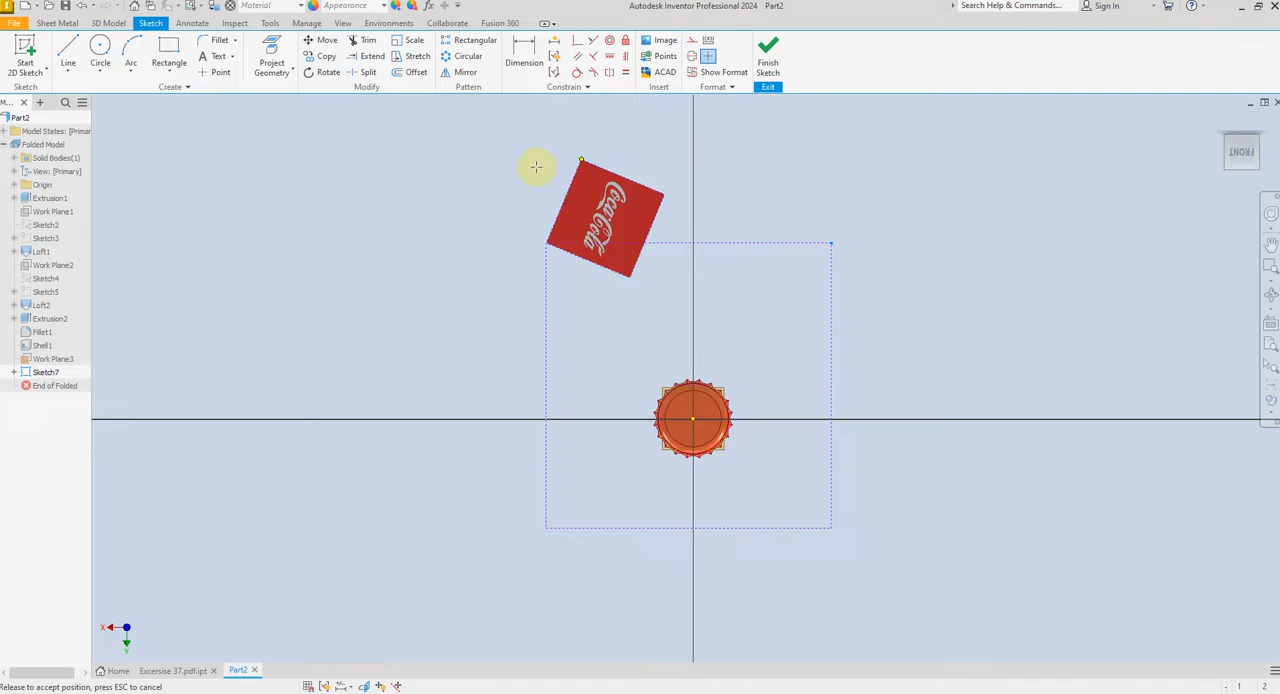 Material
Appearance
Autodesk Inventor Professional 2024 Part2
Search Help & Commands...
Sign In
File
Sheet Metal
3D Model
Sketch
Annotate
Inspect
Tools
Manage
View
Environments
Collaborate
Fusion 360
Start
2D Sketch
Line
Circle
Arc
Rectangle
Fillet
Text
Point
Project
Geometry
Move
Copy
Rotate
Trim
Extend
Split
Scale
Stretch
Offset
Rectangular
Circular
Mirror
Dimension
Image
Points
ACAD
Show Format
Finish
Sketch
Sketch
Create
Modify
Pattern
Constrain
Insert
Format
Exit
M...
Part2
Model States: [Primar
Folded Model
Solid Bodies(1)
View: [Primary]
Origin
Extrusion1
Work Plane1
Sketch2
Sketch3
Loft1
Work Plane2
Sketch4
Sketch5
Loft2
Extrusion2
Fillet1
Shell1
Work Plane3
Sketch7
End of Folded
Coca-Cola
FRONT
X
Y
Home
Excersise 37.pdf.ipt
Part2
Release to accept position, press ESC to cancel
1
2